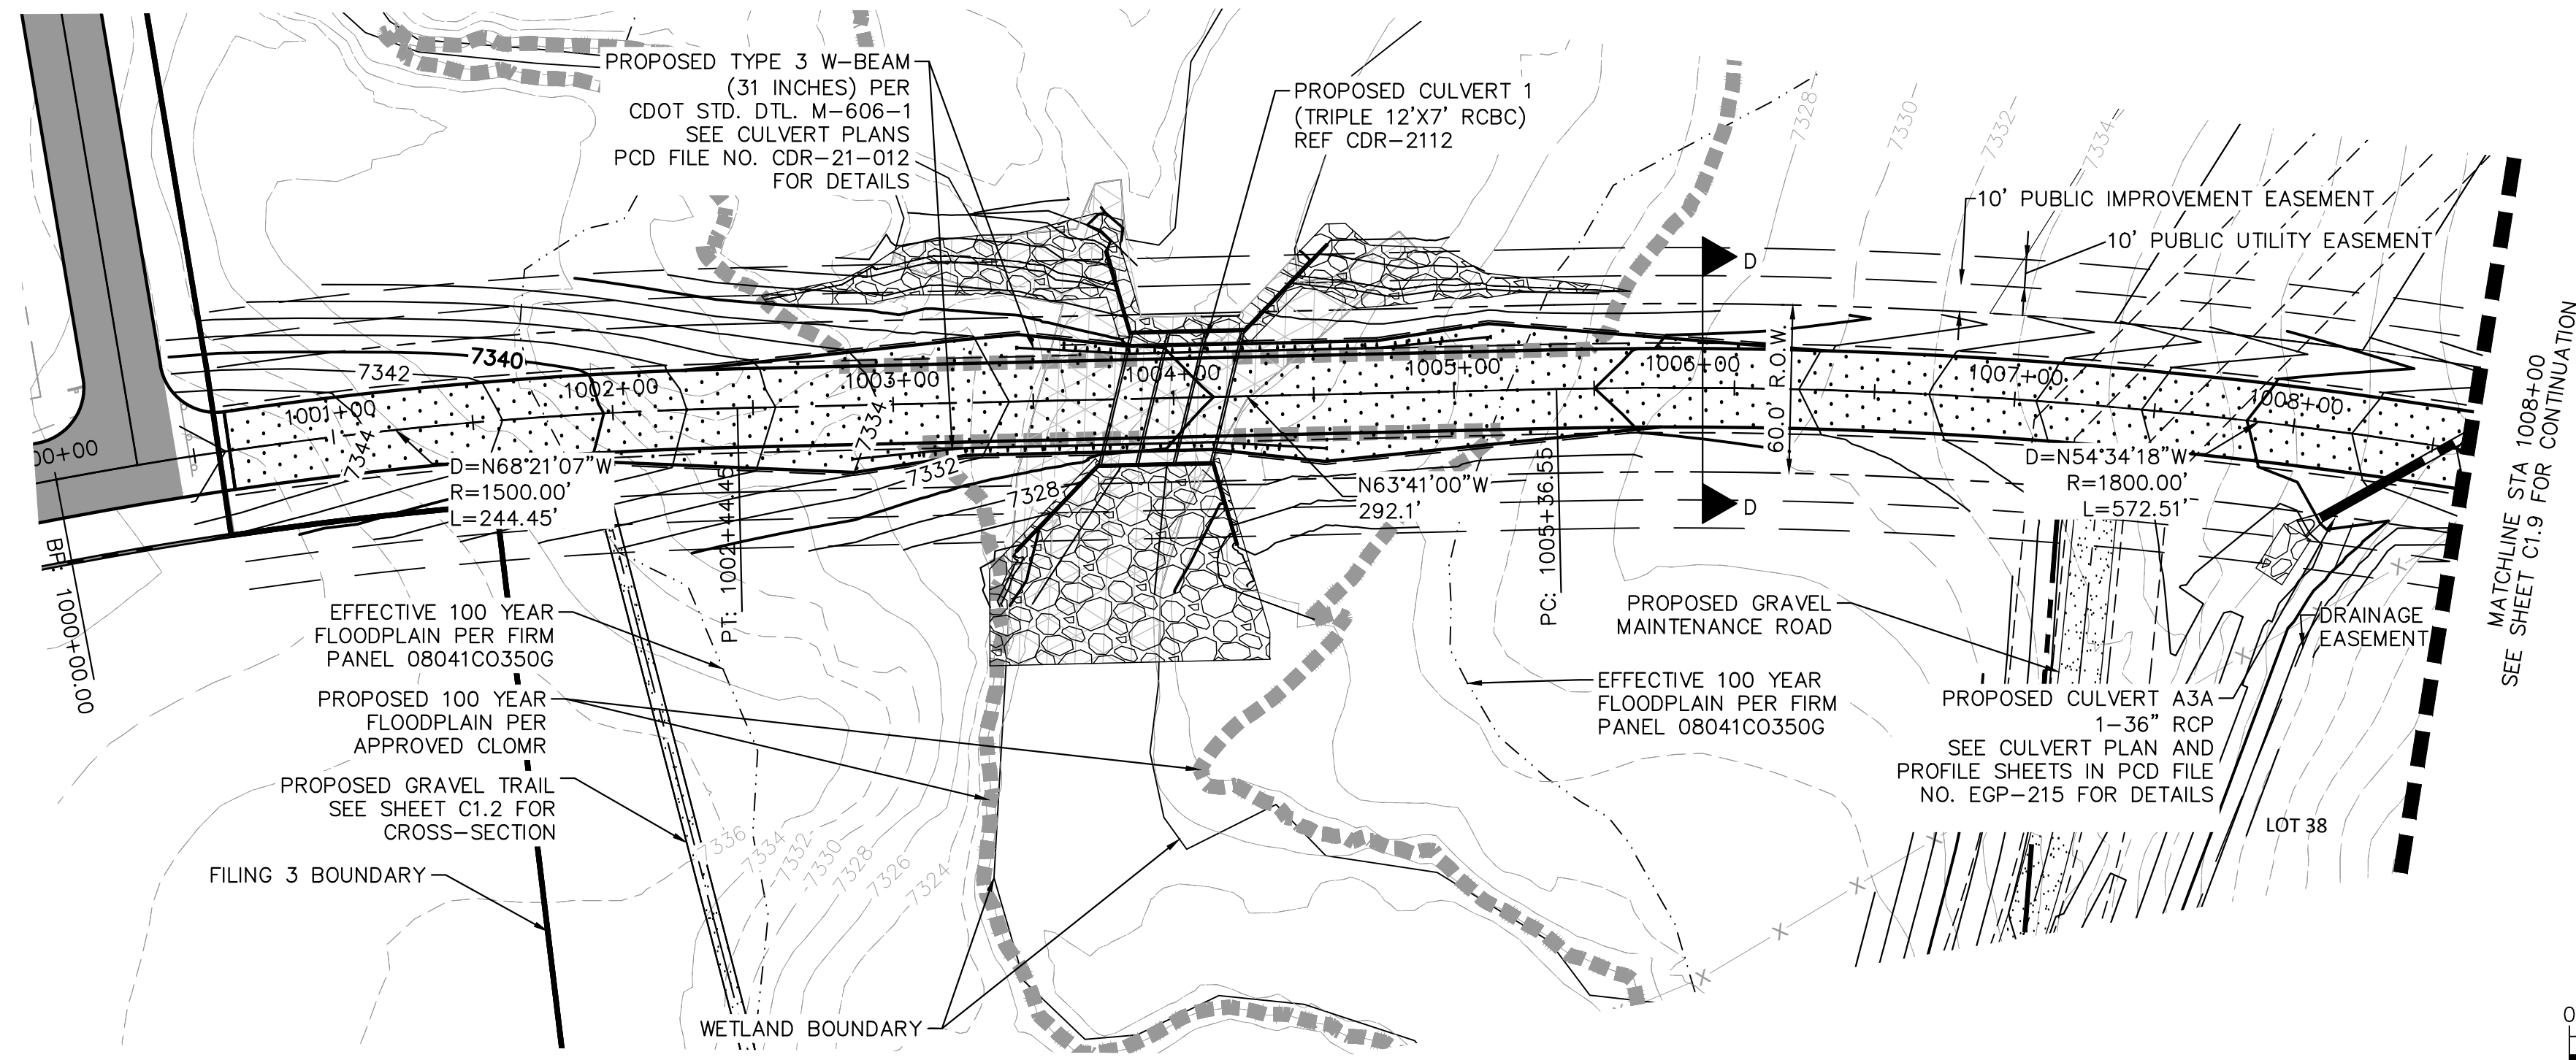 PROPOSED TYPE 3 W-BEAM
(31 INCHES) PER
CDOT STD. DTL. M-606-1
SEE CULVERT PLANS
PCD FILE NO. CDR-21-012
FOR DETAILS
PROPOSED CULVERT 1
(TRIPLE 12'X7' RCBC)
REF CDR-2112
7328
7330
7332
7334
10' PUBLIC IMPROVEMENT EASEMENT
10' PUBLIC UTILITY EASEMENT
D
D
60.0' R.O.W.
7340
7342
7344
7334
7332
7328
1001+00
1002+00
1003+00
1004+00
1005+00
1006+00
1007+00
1008+00
00+00
BP: 1000+00.00
D=N68°21'07"W
R=1500.00'
L=244.45'
PT: 1002+44.45
N63°41'00"W
292.1'
PC: 1005+36.55
D=N54°34'18"W
R=1800.00'
L=572.51'
MATCHLINE STA 1008+00
SEE SHEET C1.9 FOR CONTINUATION
EFFECTIVE 100 YEAR
FLOODPLAIN PER FIRM
PANEL 08041CO350G
PROPOSED 100 YEAR
FLOODPLAIN PER
APPROVED CLOMR
PROPOSED GRAVEL TRAIL
SEE SHEET C1.2 FOR
CROSS-SECTION
FILING 3 BOUNDARY
7336
7334
7332
7330
7328
7326
7324
WETLAND BOUNDARY
PROPOSED GRAVEL
MAINTENANCE ROAD
EFFECTIVE 100 YEAR
FLOODPLAIN PER FIRM
PANEL 08041CO350G
DRAINAGE
EASEMENT
PROPOSED CULVERT A3A
1-36" RCP
SEE CULVERT PLAN AND
PROFILE SHEETS IN PCD FILE
NO. EGP-215 FOR DETAILS
LOT 38
0